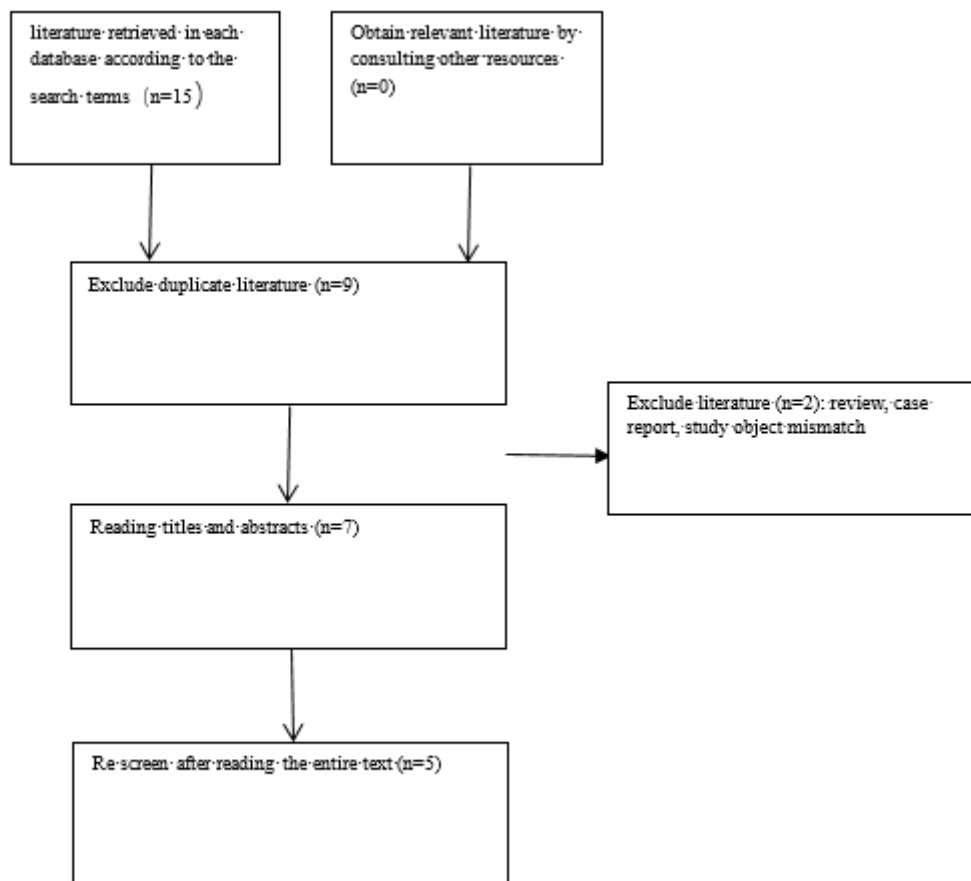 literature retrieved in each
database according to the
search terms (n=15)
Obtain relevant literature by
consulting other resources
(n=0)
Exclude duplicate literature (n=9)
Exclude literature (n=2): review, case
report, study object mismatch
Reading titles and abstracts (n=7)
Re screen after reading the entire text (n=5)